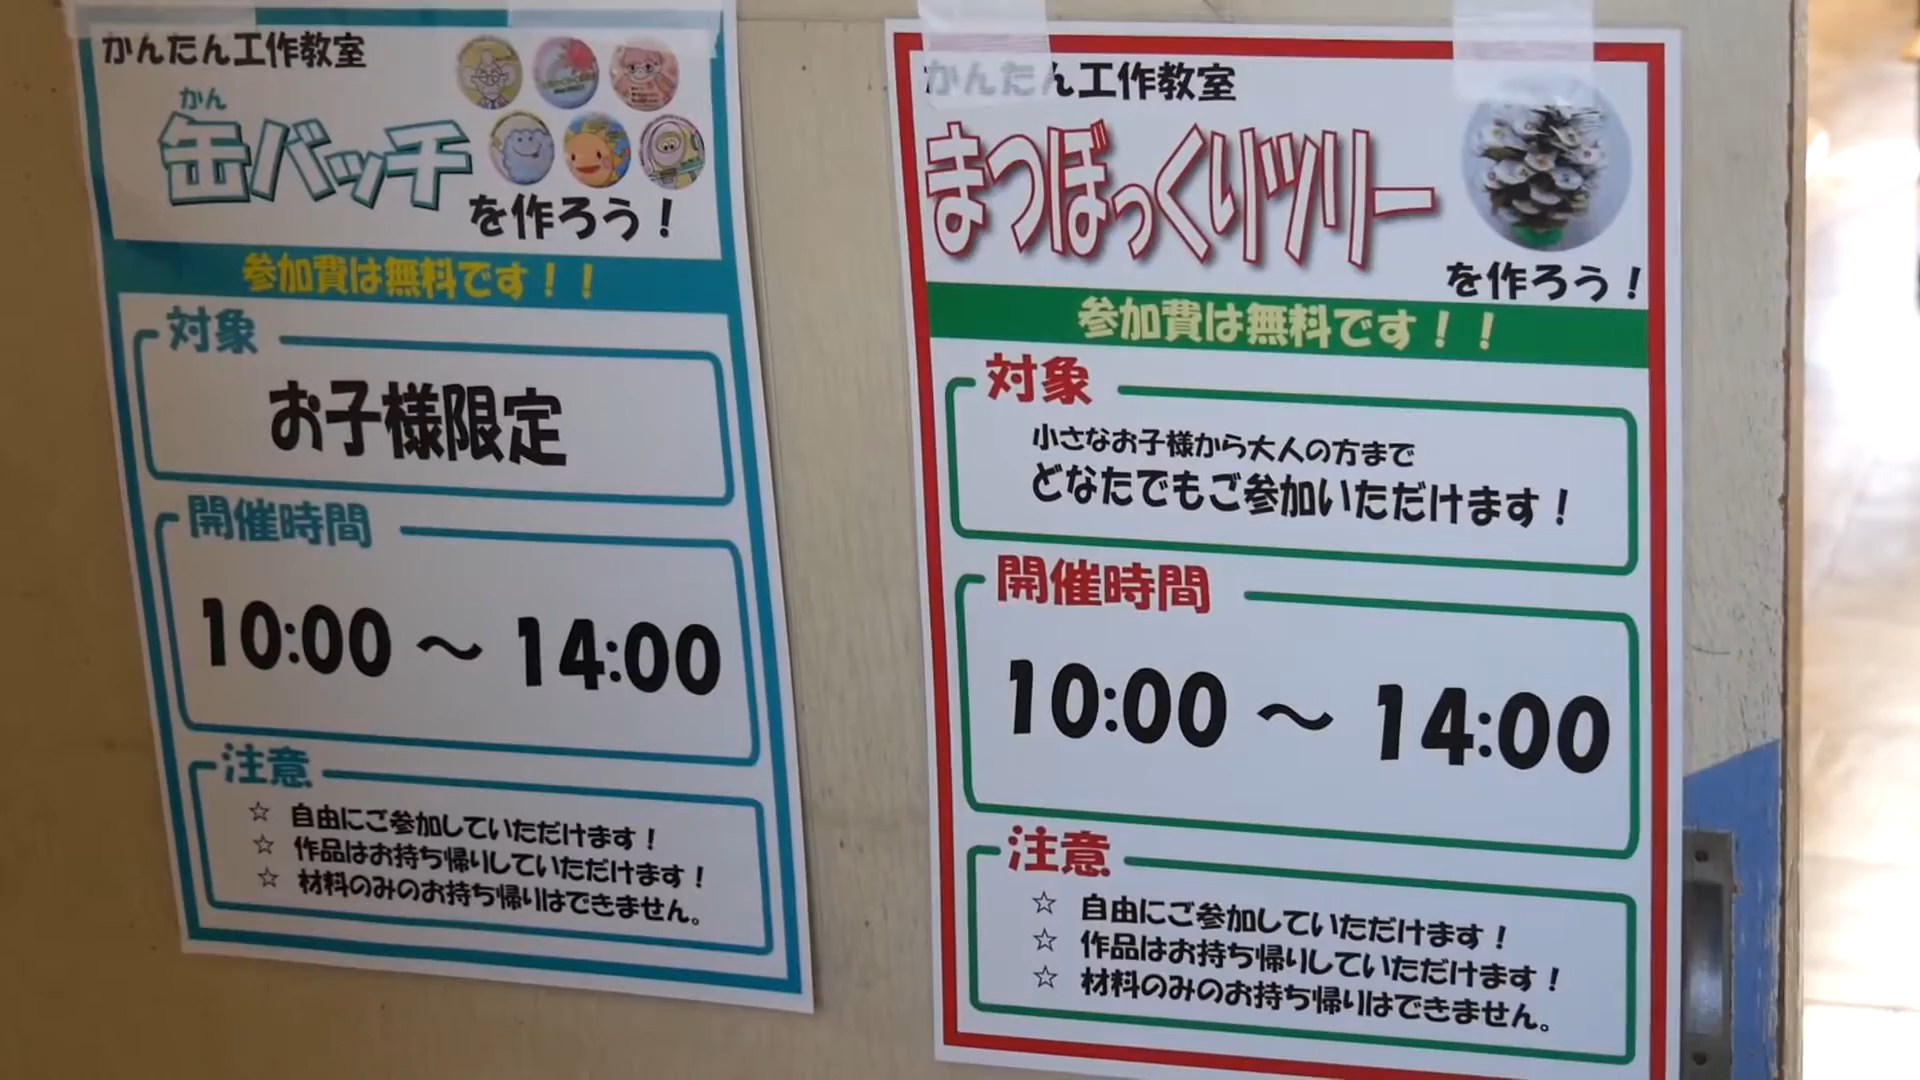 かんたん工作教室
かん
缶バッチ
を作ろう！
参加費は無料です！！
対象
お子様限定
開催時間
10:00 ～ 14:00
注意
☆ 自由にご参加していただけます！
☆ 作品はお持ち帰りしていただけます！
☆ 材料のみのお持ち帰りはできません。
かんたん工作教室
まつぼっくりツリー
を作ろう！
参加費は無料です！！
対象
小さなお子様から大人の方まで
どなたでもご参加いただけます！
開催時間
10:00 ～ 14:00
注意
☆ 自由にご参加していただけます！
☆ 作品はお持ち帰りしていただけます！
☆ 材料のみのお持ち帰りはできません。